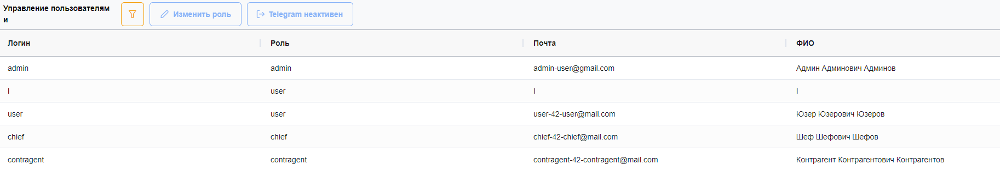 Управление пользователям
и
Изменить роль
Telegram неактивен
Логин Роль Почта ФИО
admin admin admin-user@gmail.com Админ Админович Админов
l user l l
user user user-42-user@mail.com Юзер Юзерович Юзеров
chief chief chief-42-chief@mail.com Шеф Шефович Шефов
contragent contragent contragent-42-contragent@mail.com Контрагент Контрагентович Контрагентов